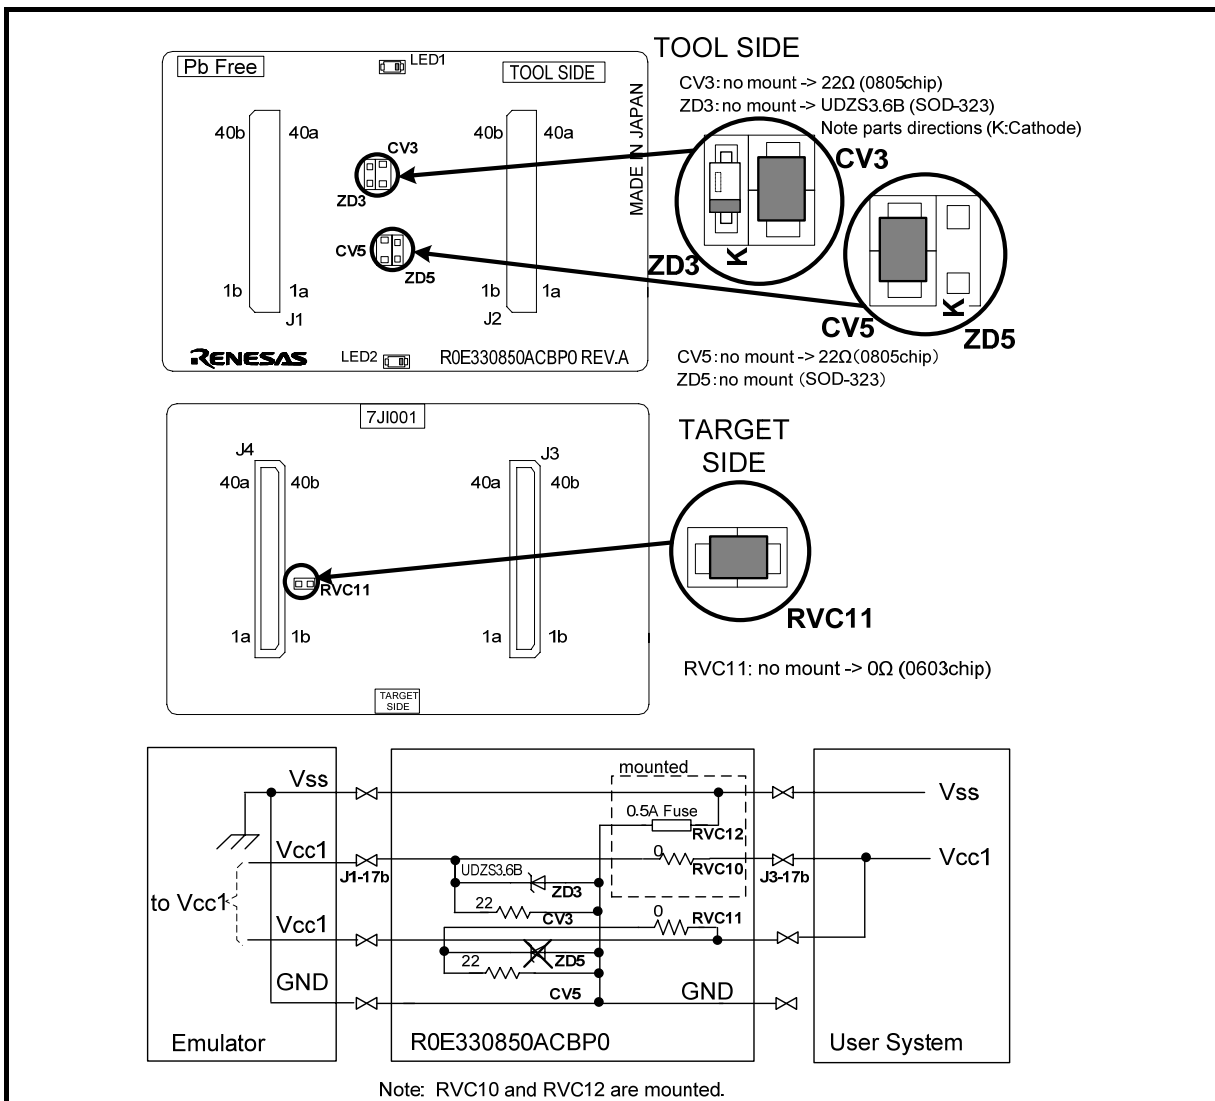 TOOL SIDE
CV3: no mount -> 22Ω (0805chip)
ZD3: no mount -> UDZS3.6B (SOD-323)
Note parts directions (K:Cathode)
Pb Free
LED1
TOOL SIDE
MADE IN JAPAN
40b
40a
40b
40a
CV3
ZD3
CV5
ZD5
1b
1a
J1
1b
1a
J2
RENESAS
LED2
R0E330850ACBP0 REV.A
CV3
ZD3
K
CV5
K
ZD5
CV5: no mount -> 22Ω(0805chip)
ZD5: no mount (SOD-323)
7JI001
J4
J3
40a
40b
40a
40b
RVC11
1a
1b
1a
1b
TARGET
SIDE
TARGET
SIDE
RVC11
RVC11: no mount -> 0Ω (0603chip)
mounted
Vss
Vss
0.5A Fuse
RVC12
Vcc1
J1-17b
0
RVC10
J3-17b
Vcc1
UDZS3.6B
ZD3
to Vcc1
22
CV3
0
RVC11
Vcc1
22
ZD5
GND
CV5
GND
Emulator
R0E330850ACBP0
User System
Note: RVC10 and RVC12 are mounted.